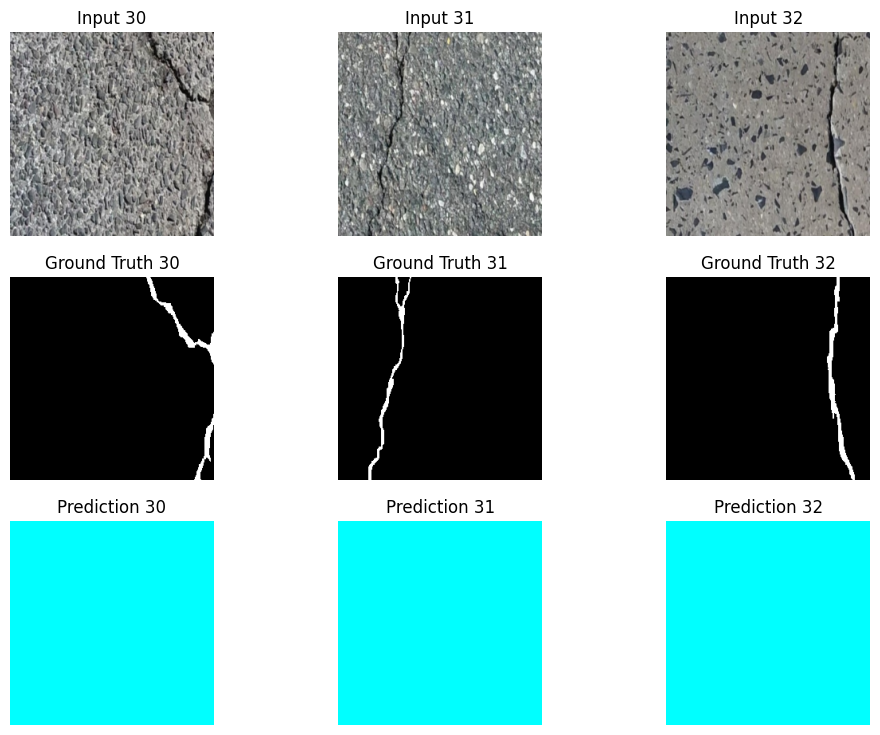 Input 30
Input 31
Input 32
Ground Truth 30
Ground Truth 31
Ground Truth 32
Prediction 30
Prediction 31
Prediction 32